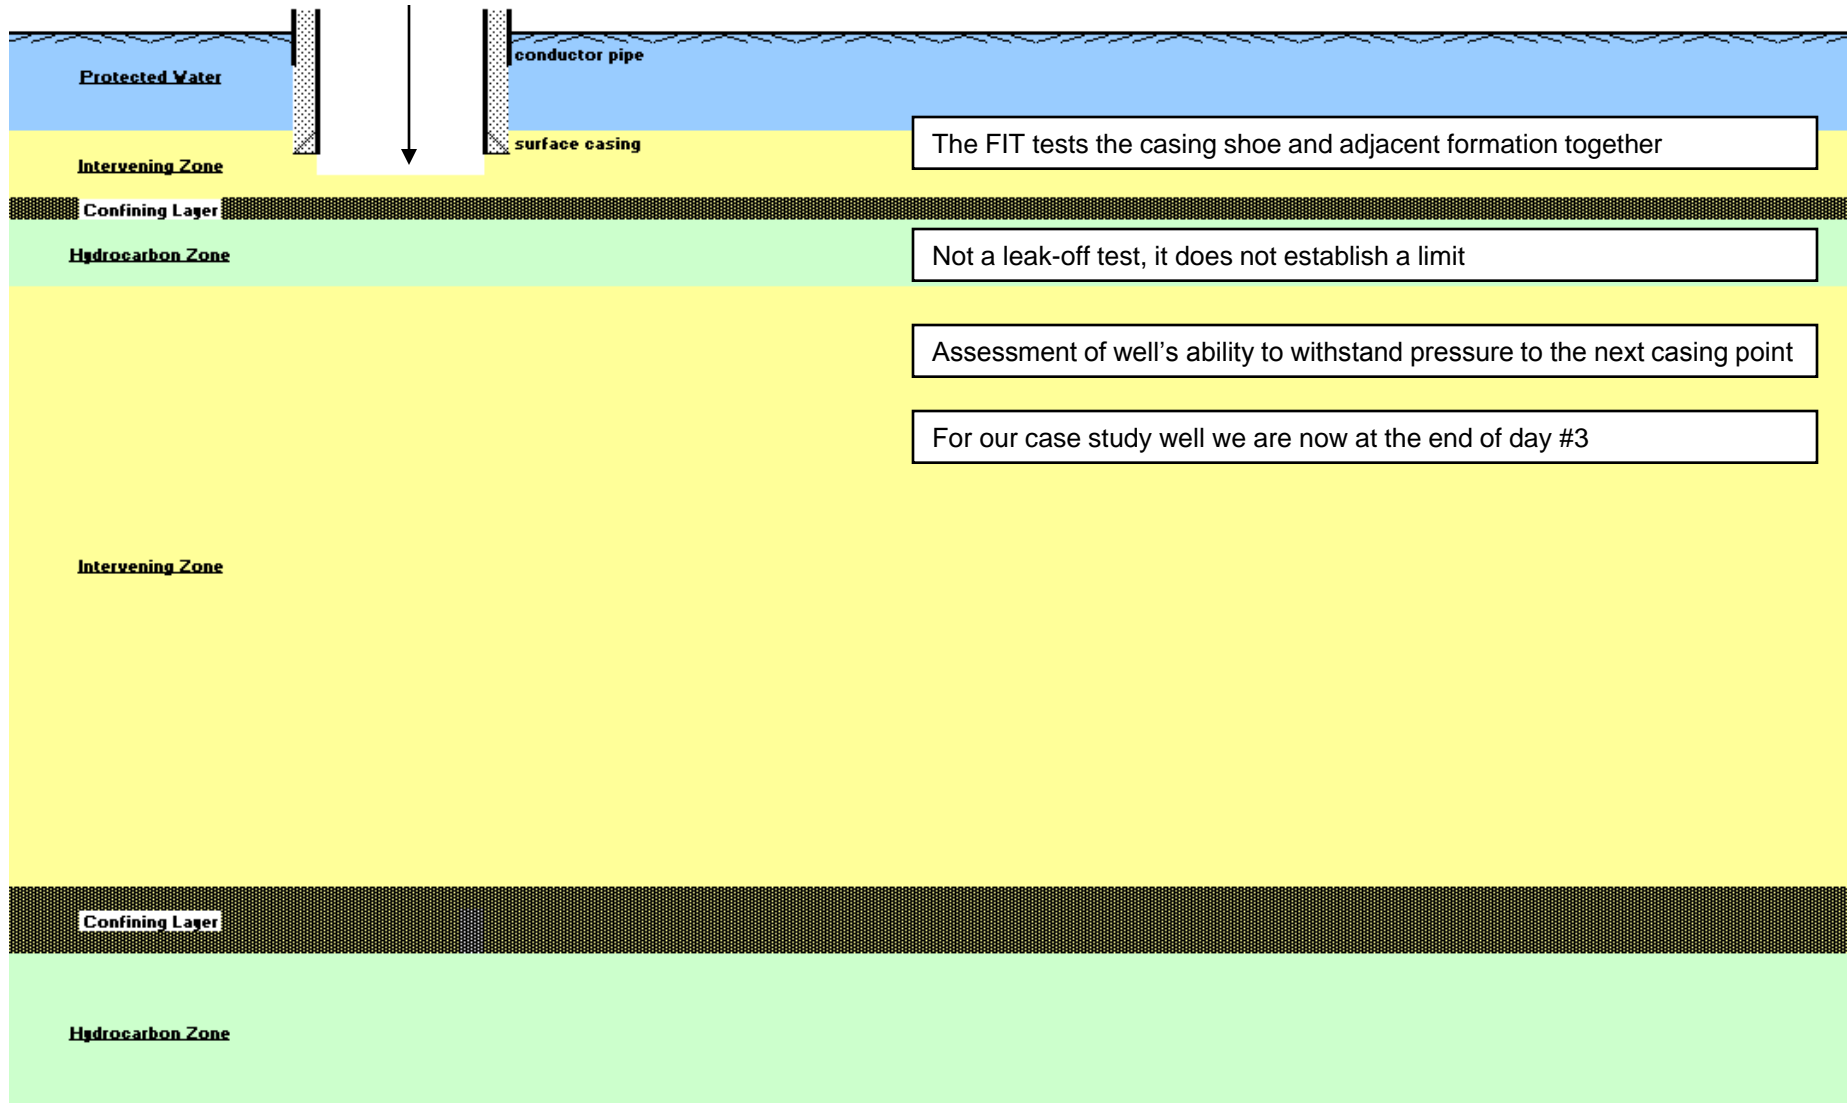 conductor pipe
Protected Water
The FIT tests the casing shoe and adjacent formation together
surface casing
Intervening Zone
Confining Layer
Hydrocarbon Zone
Not a leak-off test, it does not establish a limit
Assessment of well's ability to withstand pressure to the next casing point
For our case study well we are now at the end of day #3
Intervening Zone
Confining Layer
Hydrocarbon Zone